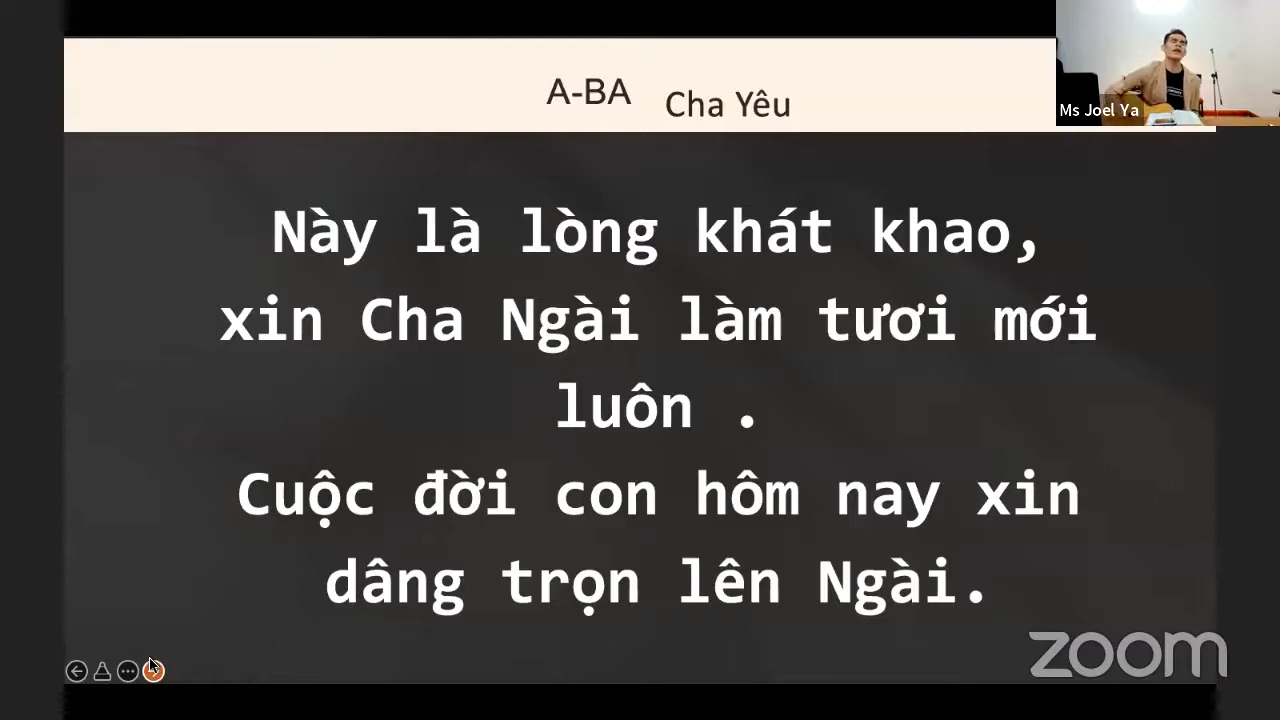 A-BA Cha Yêu
Ms Joel Ya
Này là lòng khát khao,
xin Cha Ngài làm tươi mới
luôn .
Cuộc đời con hôm nay xin
dâng trọn lên Ngài.
zoom